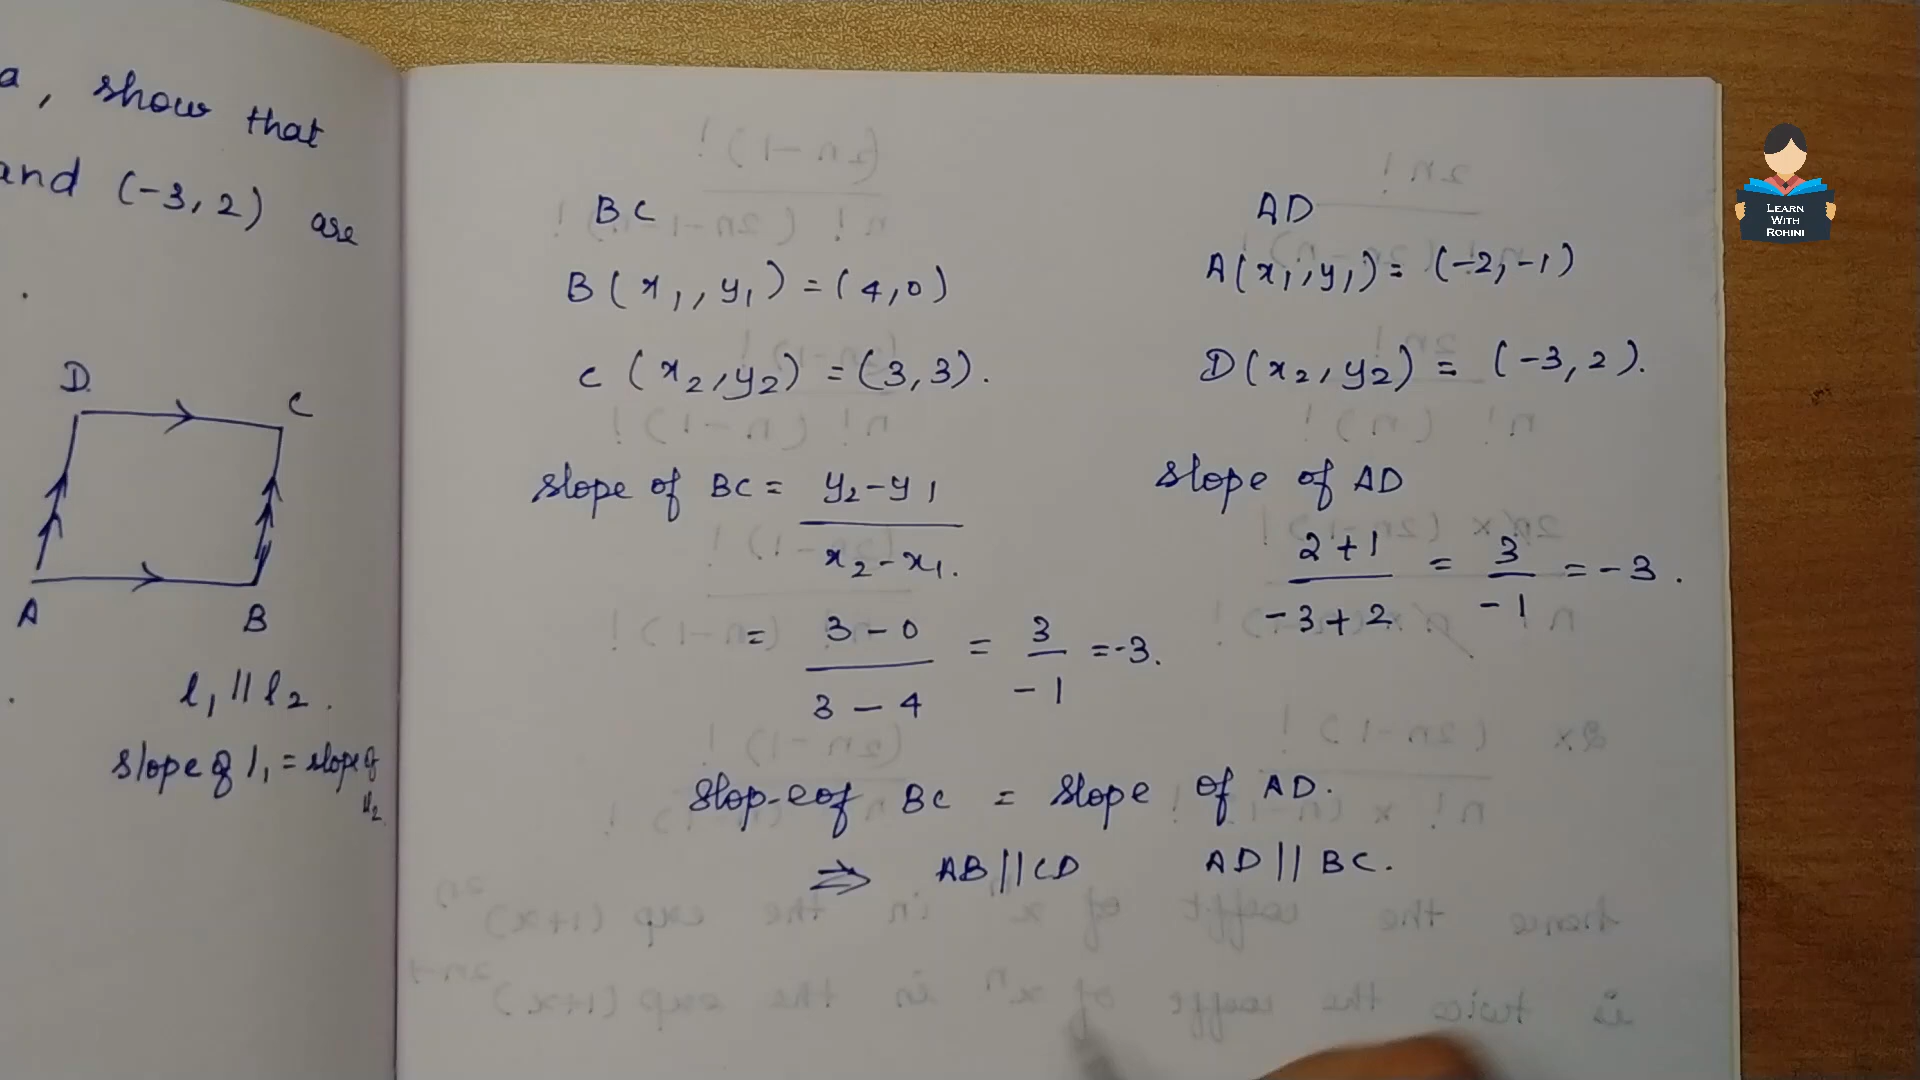 a, show that
and (-3, 2) are
D
C
A
B
l₁ || l₂.
slope of l₁ = slope of
l₂
BC
B(x₁, y₁) = (4, 0)
C(x₂, y₂) = (3, 3).
slope of BC = y₂ - y₁
x₂ - x₁.
= 3 - 0 / 3 - 4 = 3 / -1 = -3.
AD
A(x₁, y₁) = (-2, -1)
D(x₂, y₂) = (-3, 2).
slope of AD
2 + 1 / -3 + 2 = 3 / -1 = -3.
Slop-eof BC = slope of AD.
⇒ AB || CD AD || BC.
LEARN
WITH
ROHINI